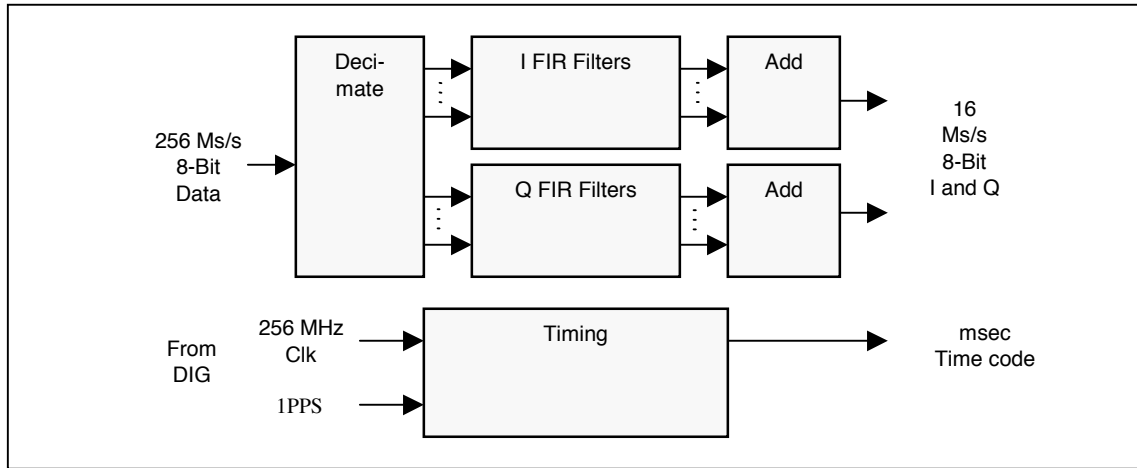 Deci-
mate
I FIR Filters
Add
256 Ms/s
8-Bit
Data
16
Ms/s
8-Bit
I and Q
Q FIR Filters
Add
From
DIG
256 MHz
Clk
1PPS
Timing
msec
Time code